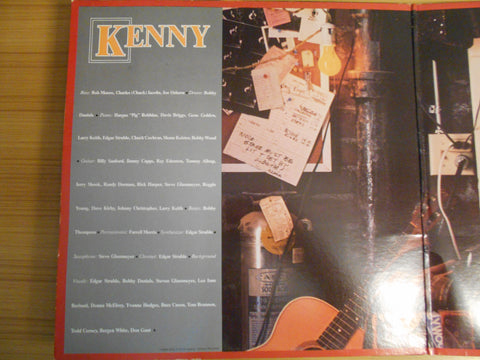 KENNY
Bass: Bob Moore, Charles (Chuck) Jacobs, Joe Osborn • Drums: Bobby
Daniels • Piano: Hargus "Pig" Robbins, Davis Briggs, Gene Golden,
Larry Keith, Edgar Struble, Chuck Cochran, Shane Keister, Bobby Wood
• Guitar: Billy Sanford, Jimmy Capps, Ray Edenton, Tommy Allsup,
Jerry Shook, Randy Dorman, Rick Harper, Steve Glassmeyer, Reggie
Young, Dave Kirby, Johnny Christopher, Larry Keith • Banjo: Bobby
Thompson • Percussionist: Farrell Morris • Synthesizer: Edgar Struble •
Saxophone: Steve Glassmeyer • Clavinet: Edgar Struble • Background
Vocals: Edgar Struble, Bobby Daniels, Steven Glassmeyer, Lea Jane
Berinati, Dennis McElroy, Yvonne Hodges, Buzz Cason, Tom Brannon,
Todd Cerney, Bergen White, Don Gant •